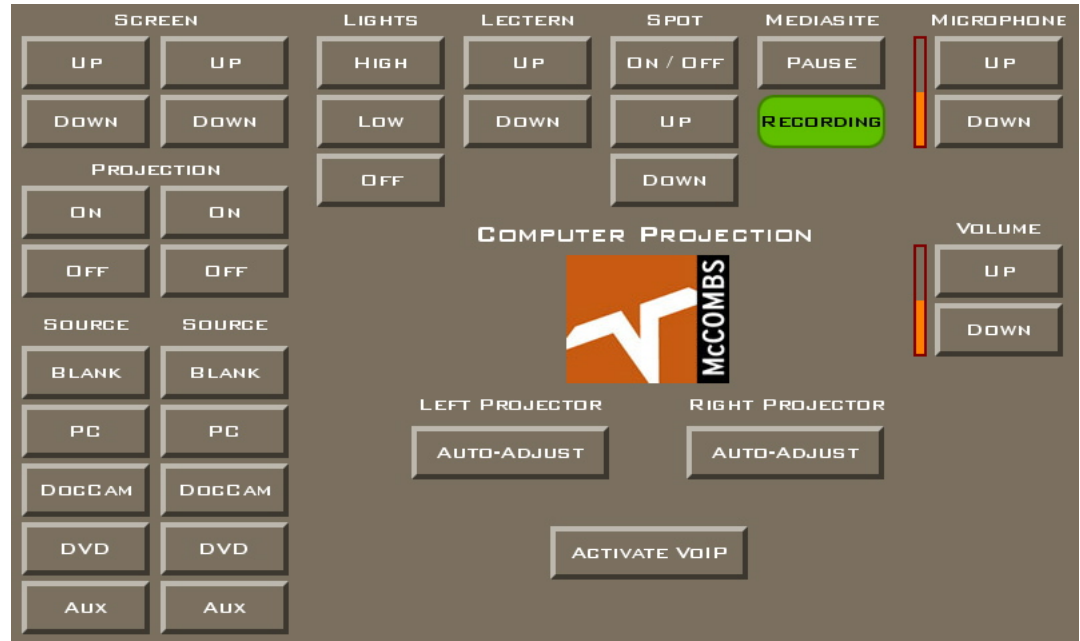 SCREEN
UP UP
DOWN DOWN
PROJECTION
ON ON
OFF OFF
SOURCE SOURCE
BLANK BLANK
PC PC
DOCCAM DOCCAM
DVD DVD
AUX AUX
LIGHTS
HIGH
LOW
OFF
LECTERN
UP
DOWN
SPOT
ON / OFF
UP
DOWN
MEDIASITE
PAUSE
RECORDING
MICROPHONE
UP
DOWN
VOLUME
UP
DOWN
COMPUTER PROJECTION
McCOMBS
LEFT PROJECTOR RIGHT PROJECTOR
AUTO-ADJUST AUTO-ADJUST
ACTIVATE VOIP